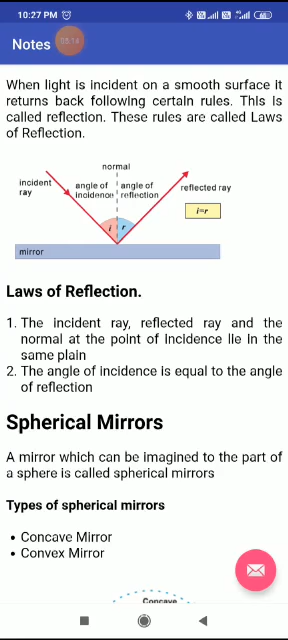 10:27 PM
Notes
05:14
When light is incident on a smooth surface it
returns back following certain rules. This is
called reflection. These rules are called Laws
of Reflection.
normal
incident
ray
angle of
incidence
angle of
reflection
reflected ray
i=r
i
r
mirror
Laws of Reflection.
1. The incident ray, reflected ray and the
normal at the point of Incidence lie in the
same plain
2. The angle of incidence is equal to the angle
of reflection
Spherical Mirrors
A mirror which can be imagined to the part of
a sphere is called spherical mirrors
Types of spherical mirrors
• Concave Mirror
• Convex Mirror
Concave